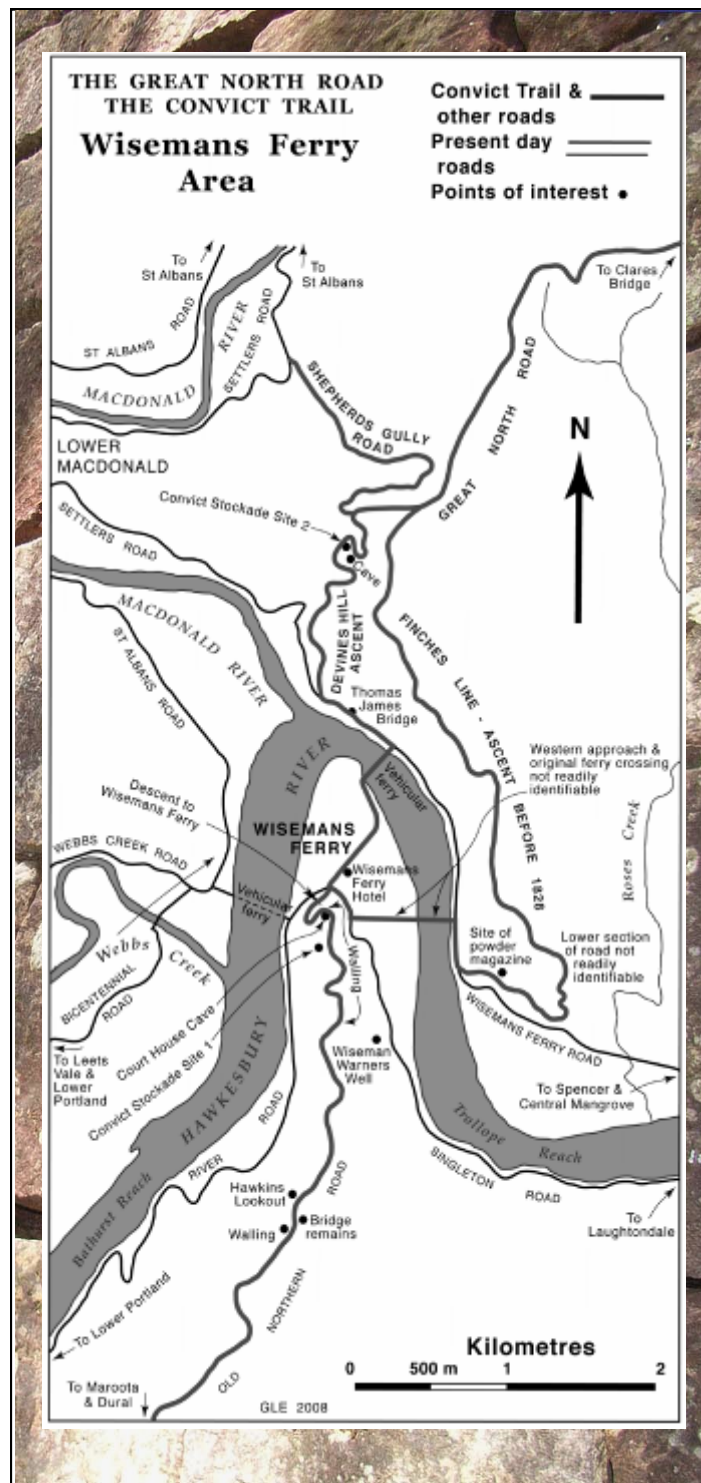 THE GREAT NORTH ROAD
THE CONVICT TRAIL
Wisemans Ferry
Area
Convict Trail &
other roads
Present day
roads
Points of interest
To
St Albans
To
St Albans
To Clares
Bridge
ST ALBANS ROAD
MACDONALD RIVER
SETTLERS ROAD
SHEPHERDS GULLY
ROAD
GREAT NORTH ROAD
N
LOWER
MACDONALD
Convict Stockade Site 2
Cave
SETTLERS ROAD
MACDONALD RIVER
ST ALBANS ROAD
DEVINES HILL
ASCENT
FINCHES LINE - ASCENT BEFORE 1828
Thomas
James
Bridge
Western approach &
original ferry crossing
not readily
identifiable
Roses Creek
Descent to
Wisemans Ferry
RIVER
Vehicular
ferry
WISEMANS
FERRY
WEBBS CREEK ROAD
Wisemans
Ferry
Hotel
Vehicular
ferry
Webbs Creek
BICENTENNIAL
ROAD
Walling
Site of
powder
magazine
Lower section
of road not
readily
identifiable
WISEMANS FERRY ROAD
To Leets
Vale &
Lower
Portland
Court House Cave
Convict Stockade Site 1
HAWKESBURY
Wiseman
Warners
Well
To Spencer &
Central Mangrove
Trollope Reach
SINGLETON ROAD
Bathurst Reach
RIVER ROAD
Hawkins
Lookout
Walling
Bridge
remains
To
Laughtondale
To Lower Portland
OLD NORTHERN ROAD
Kilometres
0 500 m 1 2
To Maroota
& Dural
GLE 2008